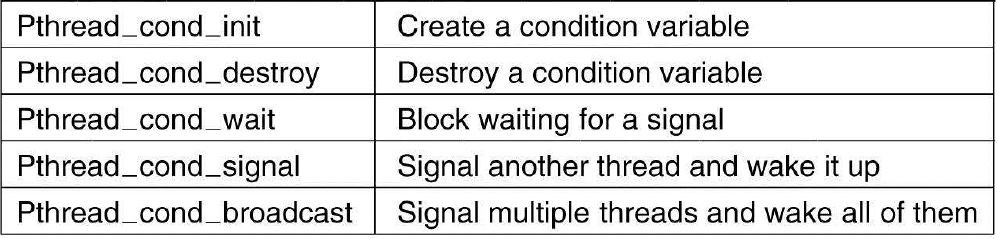 Pthread_cond_init Create a condition variable
Pthread_cond_destroy Destroy a condition variable
Pthread_cond_wait Block waiting for a signal
Pthread_cond_signal Signal another thread and wake it up
Pthread_cond_broadcast Signal multiple threads and wake all of them